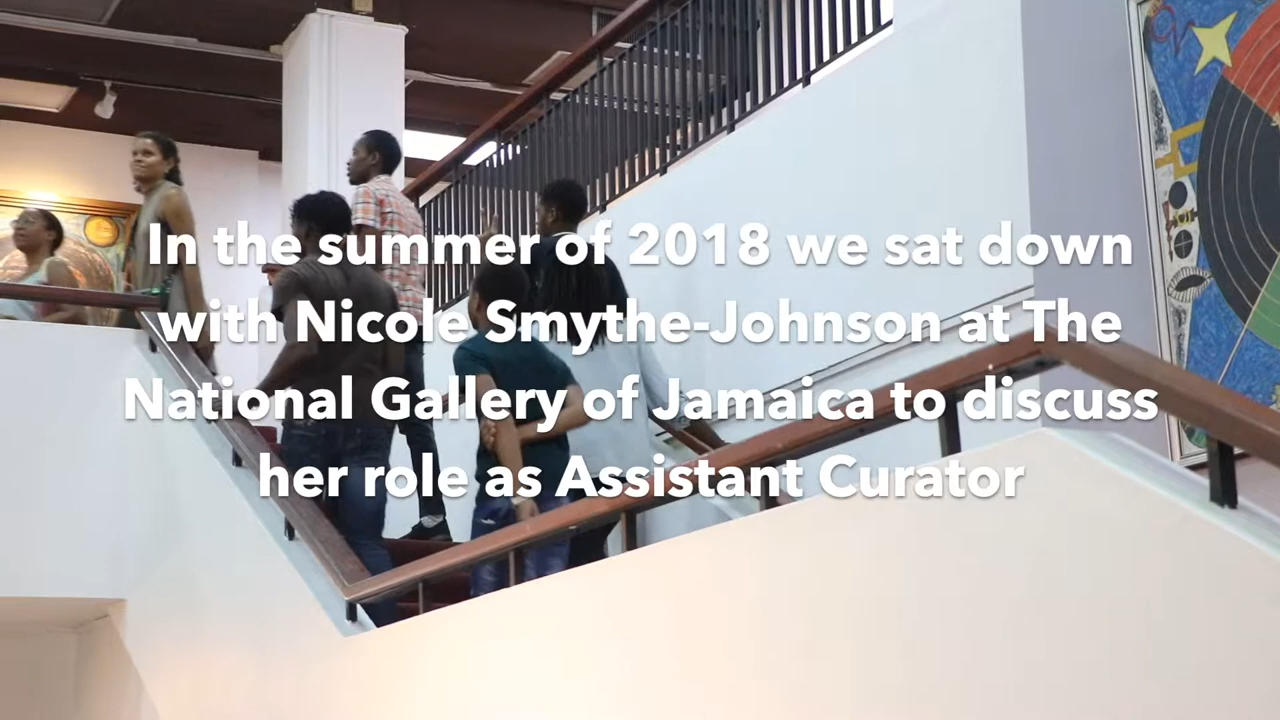 In the summer of 2018 we sat down
with Nicole Smythe-Johnson at The
National Gallery of Jamaica to discuss
her role as Assistant Curator